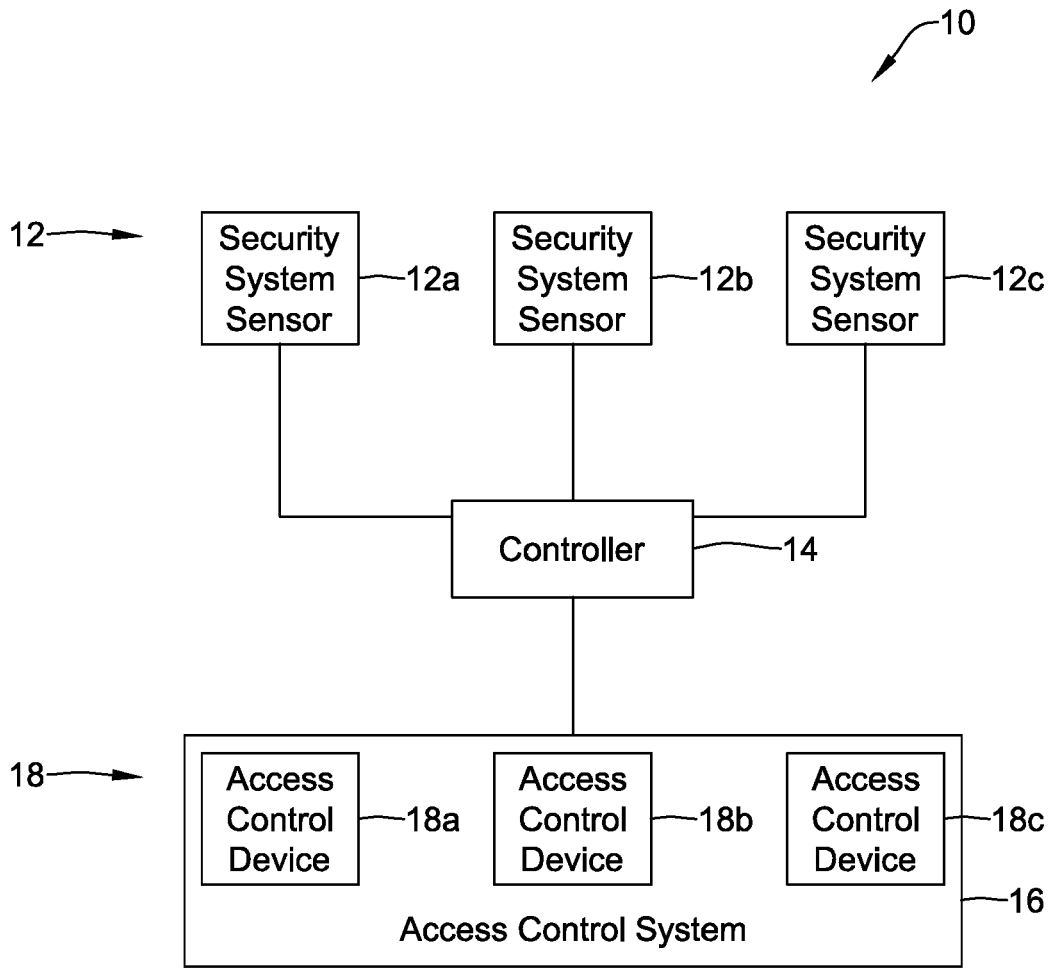 10
12
Security
System
Sensor
12a
Security
System
Sensor
12b
Security
System
Sensor
12c
Controller
14
18
Access
Control
Device
18a
Access
Control
Device
18b
Access
Control
Device
18c
16
Access Control System